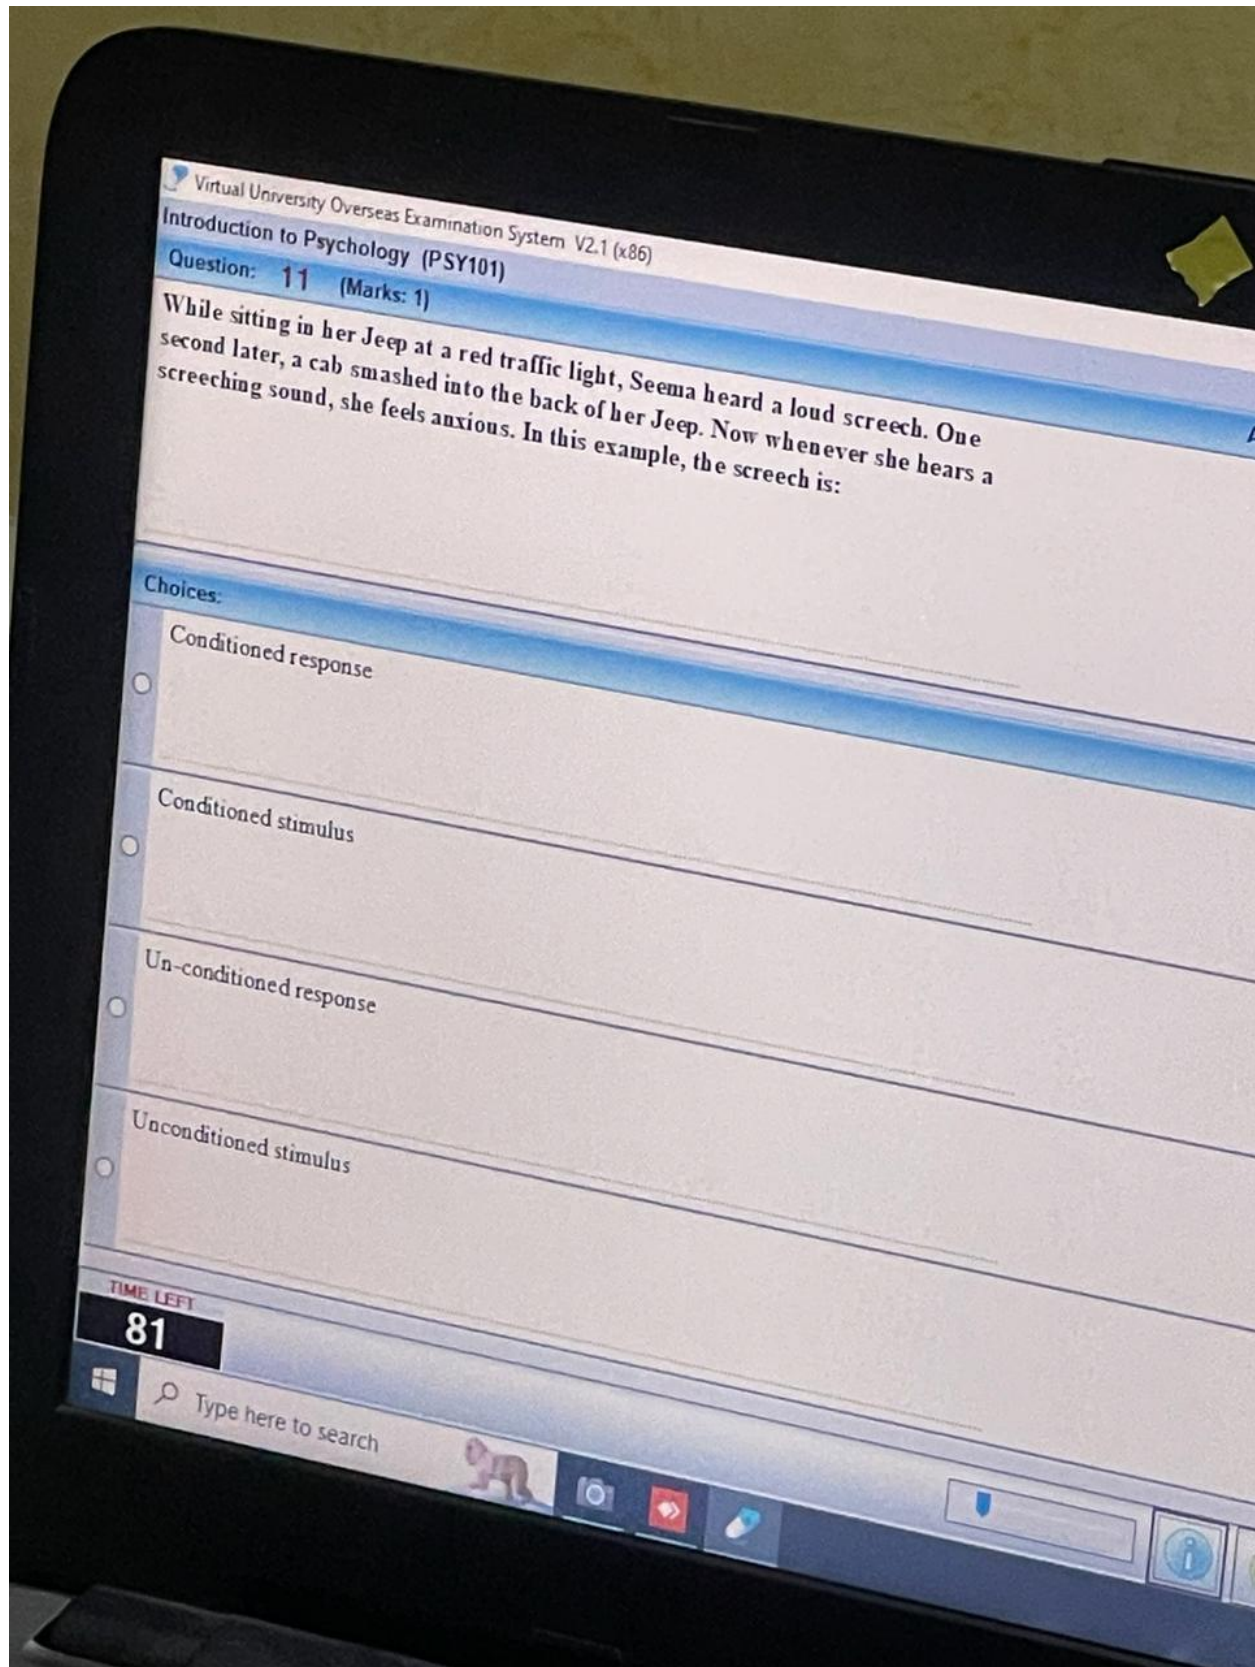 Virtual University Overseas Examination System V2.1 (x86)
Introduction to Psychology (PSY101)
Question: 11 (Marks: 1)
While sitting in her Jeep at a red traffic light, Seema heard a loud screech. One
second later, a cab smashed into the back of her Jeep. Now whenever she hears a
screeching sound, she feels anxious. In this example, the screech is:
Choices:
Conditioned response
Conditioned stimulus
Un-conditioned response
Unconditioned stimulus
TIME LEFT
81
Type here to search